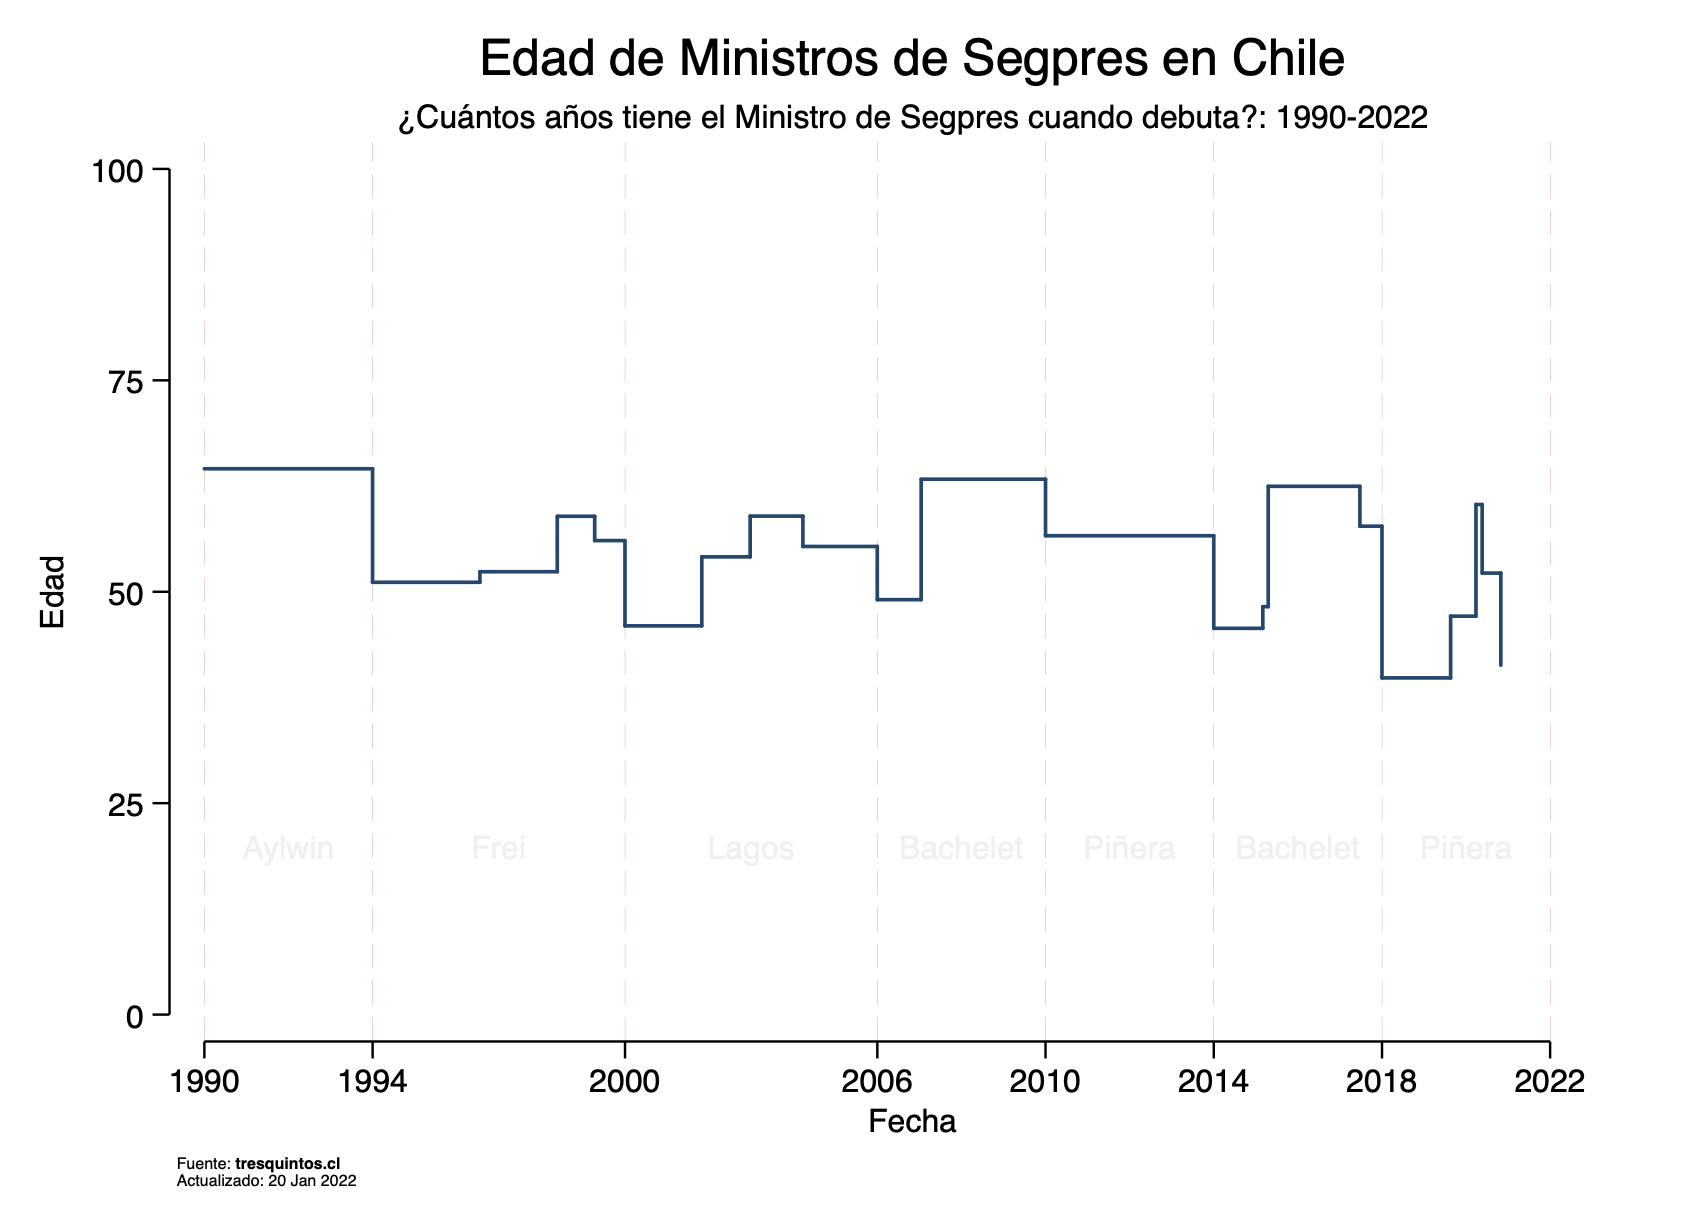 Edad de Ministros de Segpres en Chile
¿Cuántos años tiene el Ministro de Segpres cuando debuta?: 1990-2022
100
75
50
25
0
Edad
Aylwin Frei Lagos Bachelet Piñera Bachelet Piñera
1990 1994 2000 2006 2010 2014 2018 2022
Fecha
Fuente: tresquintos.cl
Actualizado: 20 Jan 2022